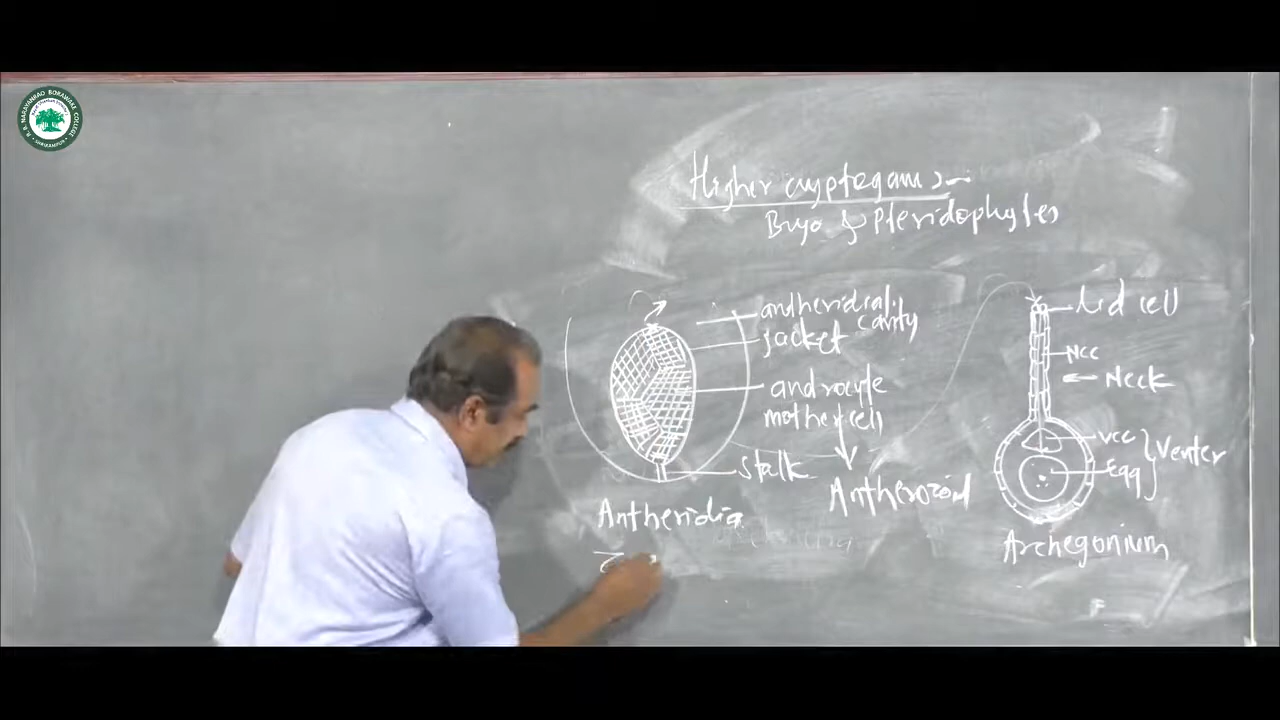 Higher cryptogams :-
Bryo & Pteridophytes
antheridial
cavity
jacket
androcyte
mother cell
stalk
Antherozoid
Antheridia
Lid cell
NCC
Neck
VCC
Egg
Venter
Archegonium